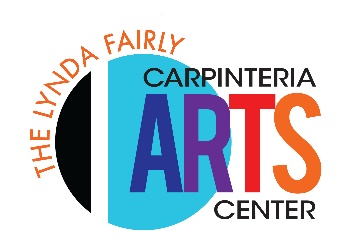 THE LYNDA FAIRLY
CARPINTERIA
ARTS
CENTER